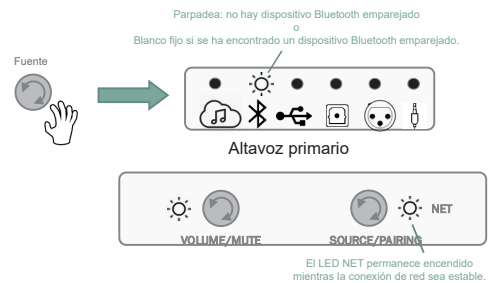 Parpadea: no hay dispositivo Bluetooth emparejado
o
Blanco fijo si se ha encontrado un dispositivo Bluetooth emparejado.
Fuente
Altavoz primario
NET
VOLUME/MUTE
SOURCE/PAIRING
El LED NET permanece encendido
mientras la conexión de red sea estable.